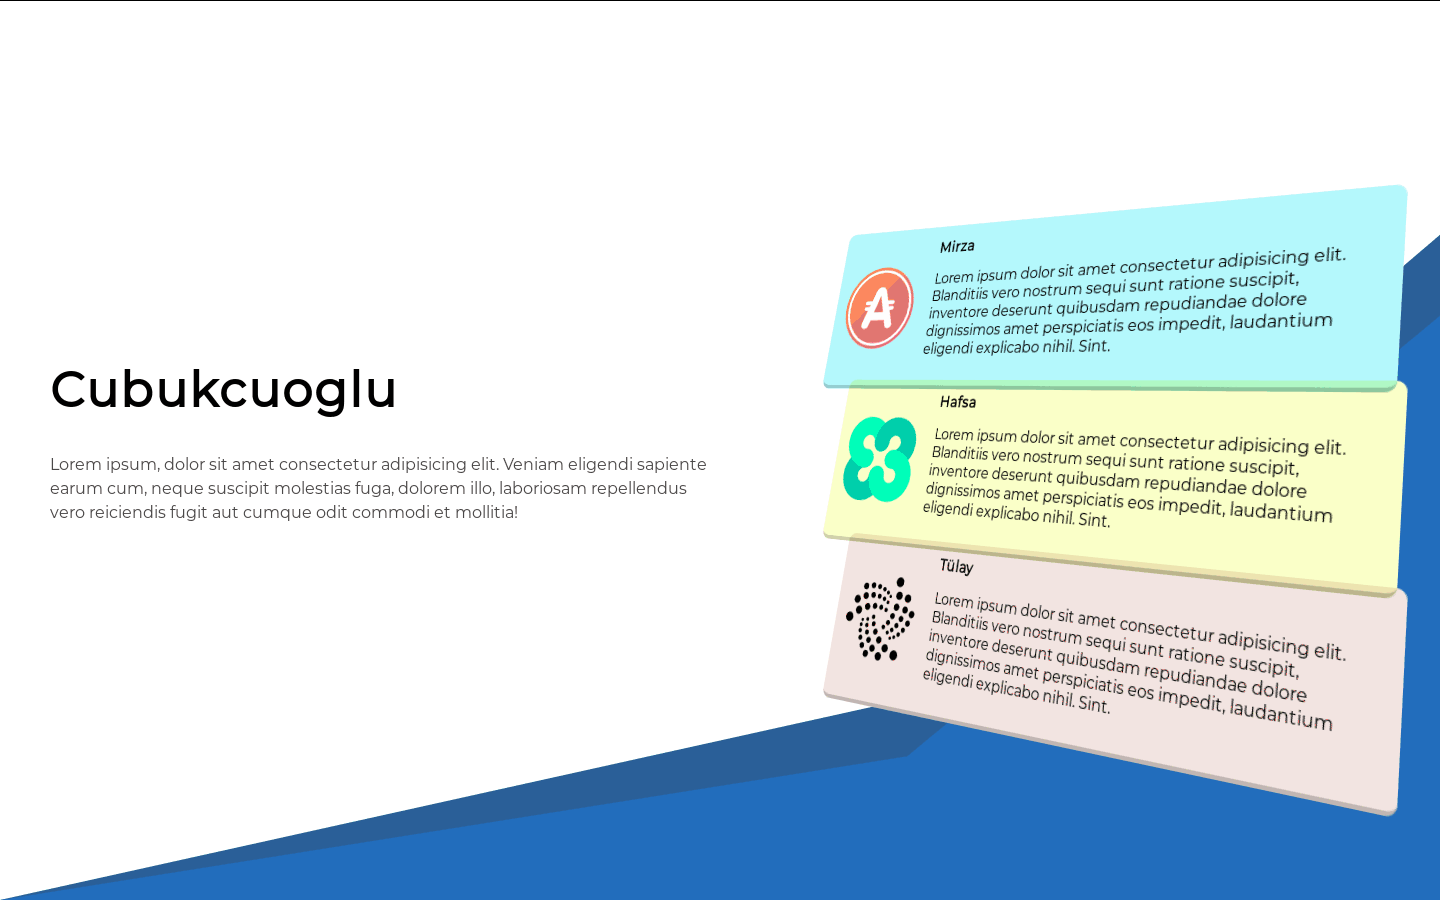 Cubukcuoglu
Lorem ipsum, dolor sit amet consectetur adipisicing elit. Veniam eligendi sapiente
earum cum, neque suscipit molestias fuga, dolorem illo, laboriosam repellendus
vero reiciendis fugit aut cumque odit commodi et mollitia!
Mirza
Lorem ipsum dolor sit amet consectetur adipisicing elit.
Blanditiis vero nostrum sequi sunt ratione suscipit,
inventore deserunt quibusdam repudiandae dolore
dignissimos amet perspiciatis eos impedit, laudantium
eligendi explicabo nihil. Sint.
Hafsa
Lorem ipsum dolor sit amet consectetur adipisicing elit.
Blanditiis vero nostrum sequi sunt ratione suscipit,
inventore deserunt quibusdam repudiandae dolore
dignissimos amet perspiciatis eos impedit, laudantium
eligendi explicabo nihil. Sint.
Tülay
Lorem ipsum dolor sit amet consectetur adipisicing elit.
Blanditiis vero nostrum sequi sunt ratione suscipit,
inventore deserunt quibusdam repudiandae dolore
dignissimos amet perspiciatis eos impedit, laudantium
eligendi explicabo nihil. Sint.